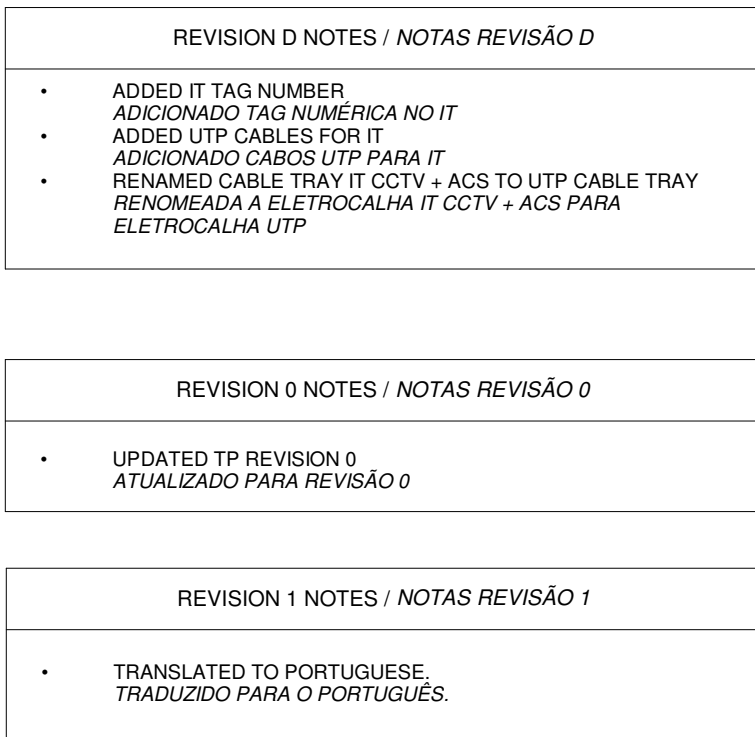 REVISION D NOTES / NOTAS REVISÃO D
• ADDED IT TAG NUMBER
ADICIONADO TAG NUMÉRICA NO IT
• ADDED UTP CABLES FOR IT
ADICIONADO CABOS UTP PARA IT
• RENAMED CABLE TRAY IT CCTV + ACS TO UTP CABLE TRAY
RENOMEADA A ELETROCALHA IT CCTV + ACS PARA
ELETROCALHA UTP
REVISION 0 NOTES / NOTAS REVISÃO 0
• UPDATED TP REVISION 0
ATUALIZADO PARA REVISÃO 0
REVISION 1 NOTES / NOTAS REVISÃO 1
• TRANSLATED TO PORTUGUESE.
TRADUZIDO PARA O PORTUGUÊS.